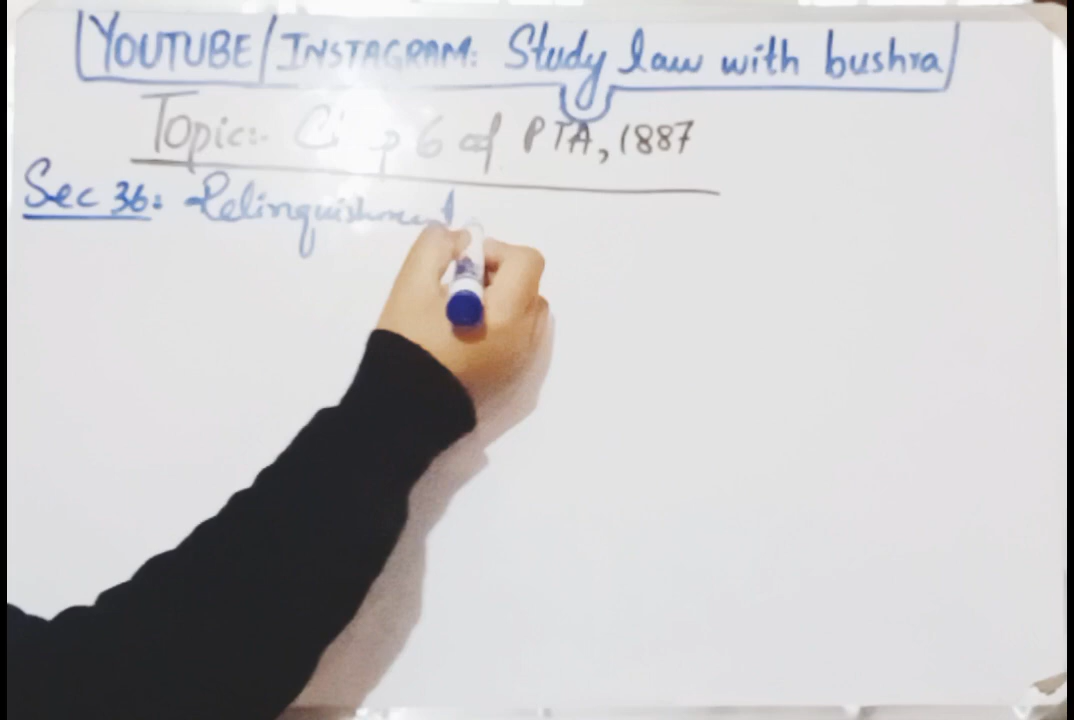 YOUTUBE/INSTAGRAM: Study law with bushra
Topic:- 6 of PTA, 1887
Sec 36: Relinquishment